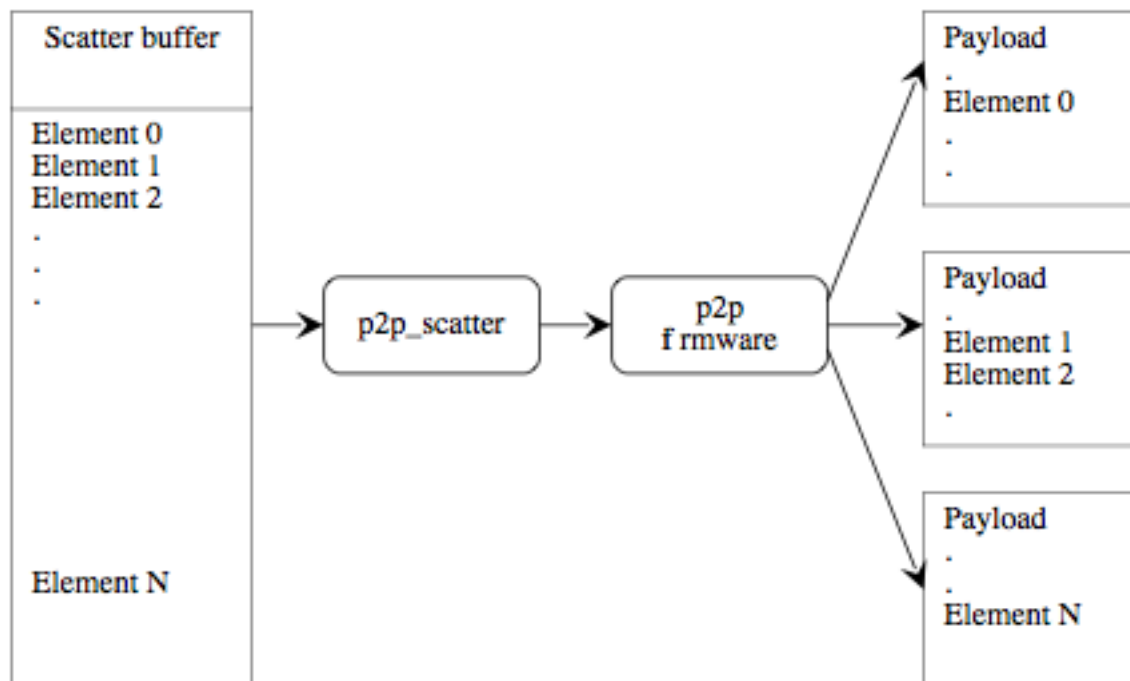 Scatter buffer
Element 0
Element 1
Element 2
.
.
.
Element N
p2p_scatter
p2p
f rmware
Payload
.
Element 0
.
.
Payload
.
Element 1
Element 2
.
Payload
.
.
Element N